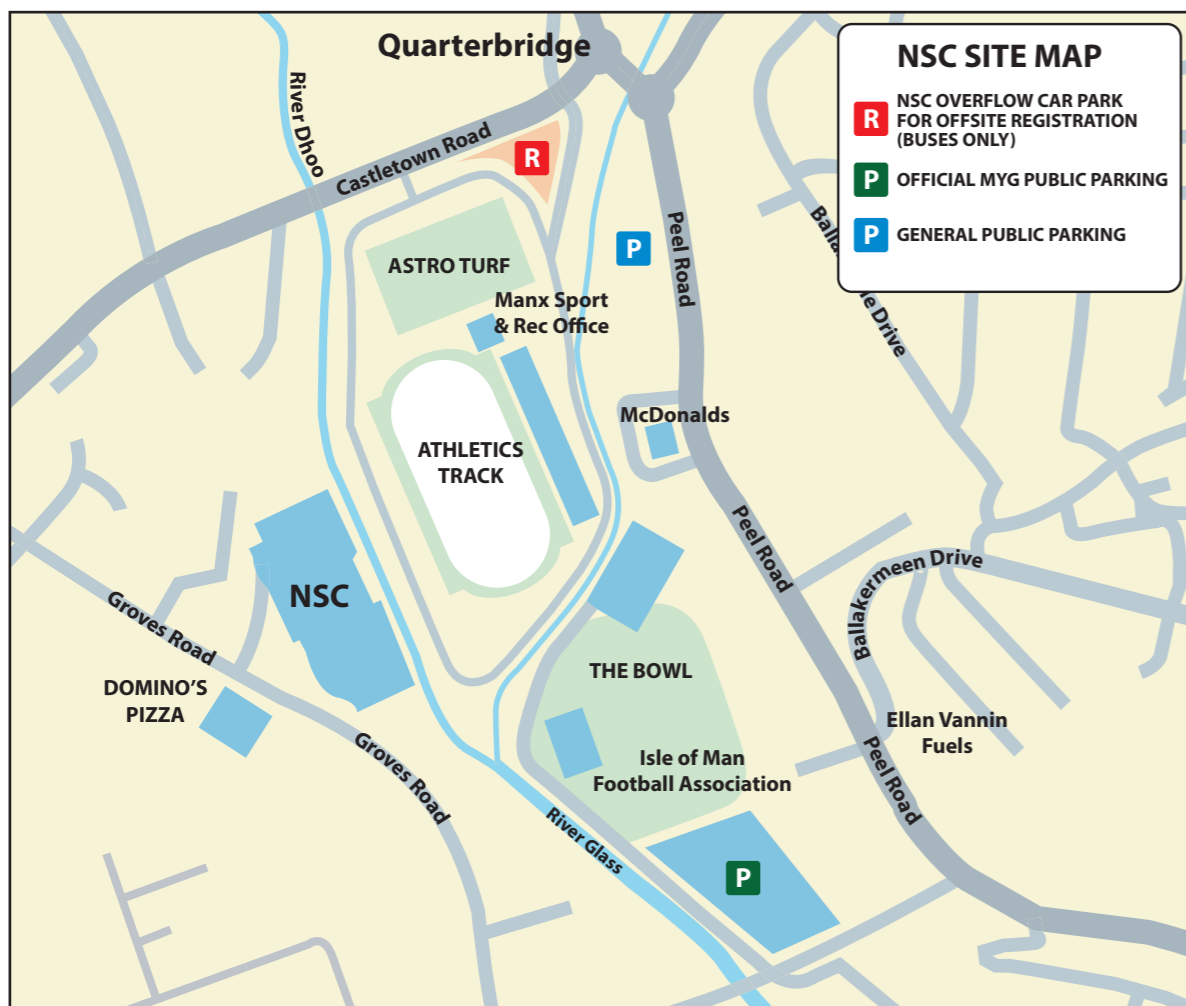 Quarterbridge
NSC SITE MAP
R
NSC OVERFLOW CAR PARK
FOR OFFSITE REGISTRATION
(BUSES ONLY)
P
OFFICIAL MYG PUBLIC PARKING
P
GENERAL PUBLIC PARKING
River Dhoo
Castletown Road
R
Peel Road
P
Drive
ASTRO TURF
Manx Sport
& Rec Office
McDonalds
ATHLETICS
TRACK
Peel Road
Ballakermeen Drive
NSC
Groves Road
THE BOWL
DOMINO'S
PIZZA
Ellan Vannin
Fuels
Groves Road
Isle of Man
Football Association
Peel Road
River Glass
P